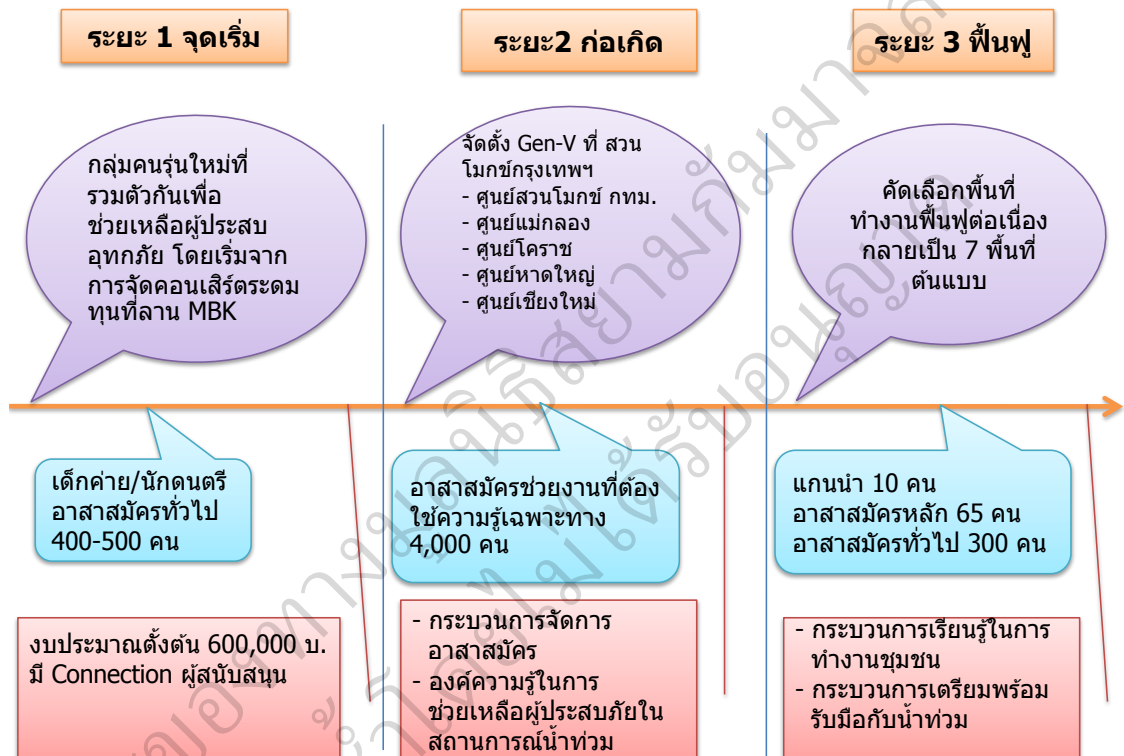 ระยะ 1 จุดเริ่ม
ระยะ2 ก่อเกิด
ระยะ 3 ฟื้นฟู
กลุ่มคนรุ่นใหม่ที่
รวมตัวกันเพื่อ
ช่วยเหลือผู้ประสบ
อุทกภัย โดยเริ่มจาก
การจัดคอนเสิร์ตระดม
ทุนที่ลาน MBK
จัดตั้ง Gen-V ที่ สวน
โมกข์กรุงเทพฯ
- ศูนย์สวนโมกข์ กทม.
- ศูนย์แม่กลอง
- ศูนย์โคราช
- ศูนย์หาดใหญ่
- ศูนย์เชียงใหม่
คัดเลือกพื้นที่
ทำงานฟื้นฟูต่อเนื่อง
กลายเป็น 7 พื้นที่
ต้นแบบ
เด็กค่าย/นักดนตรี
อาสาสมัครทั่วไป
400-500 คน
อาสาสมัครช่วยงานที่ต้อง
ใช้ความรู้เฉพาะทาง
4,000 คน
แกนนำ 10 คน
อาสาสมัครหลัก 65 คน
อาสาสมัครทั่วไป 300 คน
งบประมาณตั้งต้น 600,000 บ.
มี Connection ผู้สนับสนุน
- กระบวนการจัดการ
อาสาสมัคร
- องค์ความรู้ในการ
ช่วยเหลือผู้ประสบภัยใน
สถานการณ์น้ำท่วม
- กระบวนการเรียนรู้ในการ
ทำงานชุมชน
- กระบวนการเตรียมพร้อม
รับมือกับน้ำท่วม